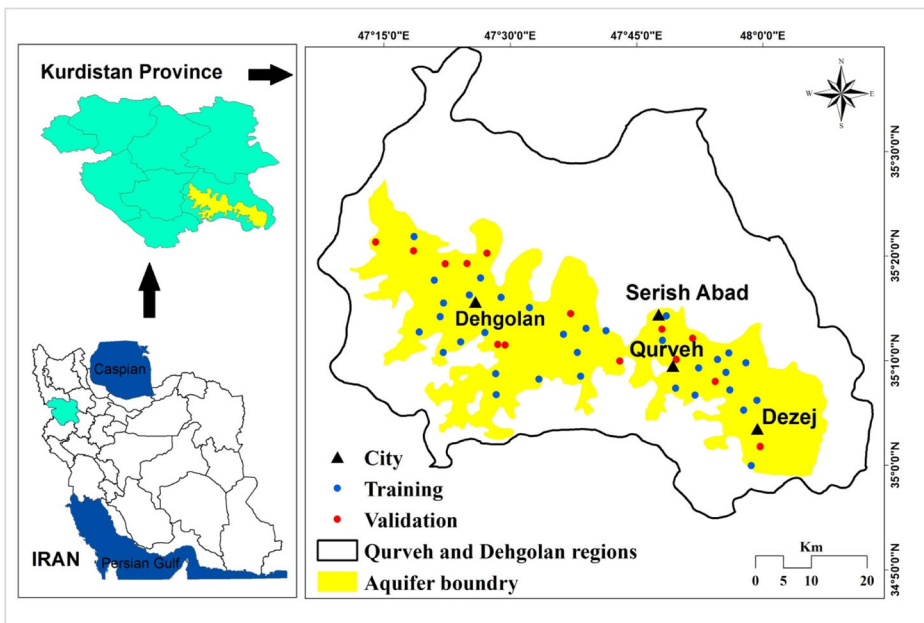 Kurdistan Province
Caspian
IRAN
Persian Gulf
47°15'0"E
47°30'0"E
47°45'0"E
48°0'0"E
N
W
E
S
35°30'0"N
35°20'0"N
35°10'0"N
35°0'0"N
34°50'0"N
Serish Abad
Dehgolan
Qurveh
Dezej
City
Training
Validation
Qurveh and Dehgolan regions
Aquifer boundry
Km
0 5 10 20